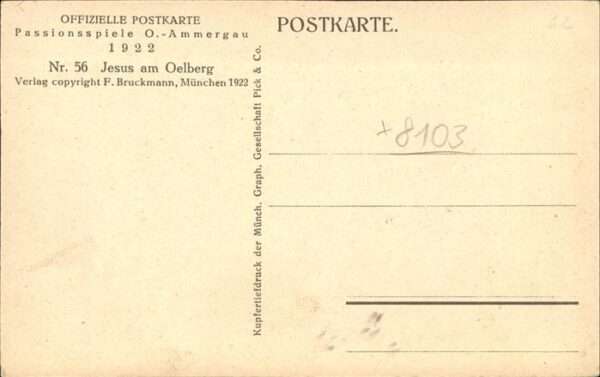 OFFIZIELLE POSTKARTE
Passionsspiele O.-Ammergau
1922
Nr. 56 Jesus am Oelberg
Verlag copyright F. Bruckmann, München 1922
Kupfertiefdruck der Münch. Graph. Gesellschaft Pick & Co.
POSTKARTE.
62
+8103